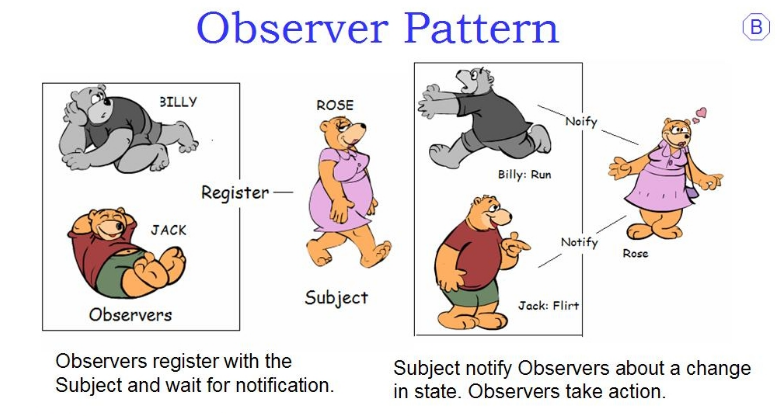 Observer Pattern
B
BILLY
JACK
Observers
Register
ROSE
Subject
Noify
Billy: Run
Notify
Jack: Flirt
Rose
Observers register with the
Subject and wait for notification.
Subject notify Observers about a change
in state. Observers take action.